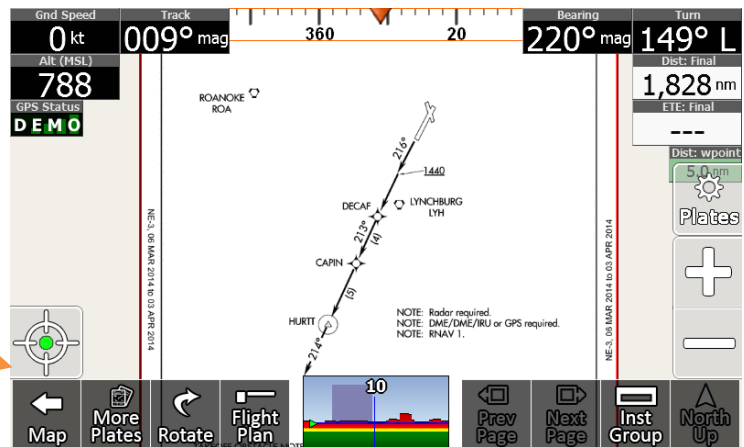 Gnd Speed
0 kt
Track
009° mag
360
20
Bearing
220° mag
Turn
149° L
Alt (MSL)
788
GPS Status
DEMO
Dist: Final
1,828 nm
ETE: Final
---
Dist: wpoint
5.0 nm
Plates
ROANOKE
ROA
216°
1440
DECAF
LYNCHBURG
LYH
213°
(4)
CAPIN
(5)
HURTT
214°
NOTE: Radar required.
NOTE: DME/DME/IRU or GPS required.
NOTE: RNAV 1.
NE-3, 06 MAR 2014 to 03 APR 2014
NE-3, 06 MAR 2014 to 03 APR 2014
Map
More
Plates
Rotate
Flight
Plan
10
Prev
Page
Next
Page
Inst
Group
North
Up